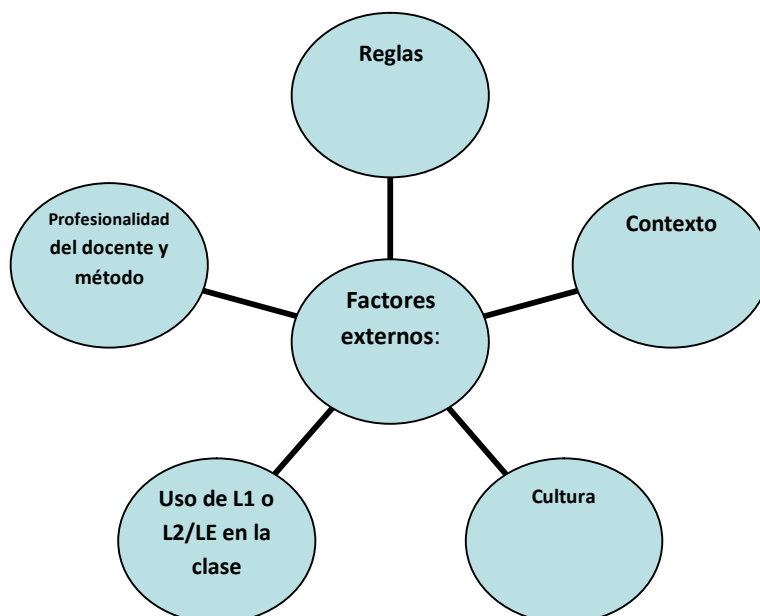 Reglas
Profesionalidad
del docente y
método
Contexto
Factores
externos:
Uso de L1 o
L2/LE en la
clase
Cultura